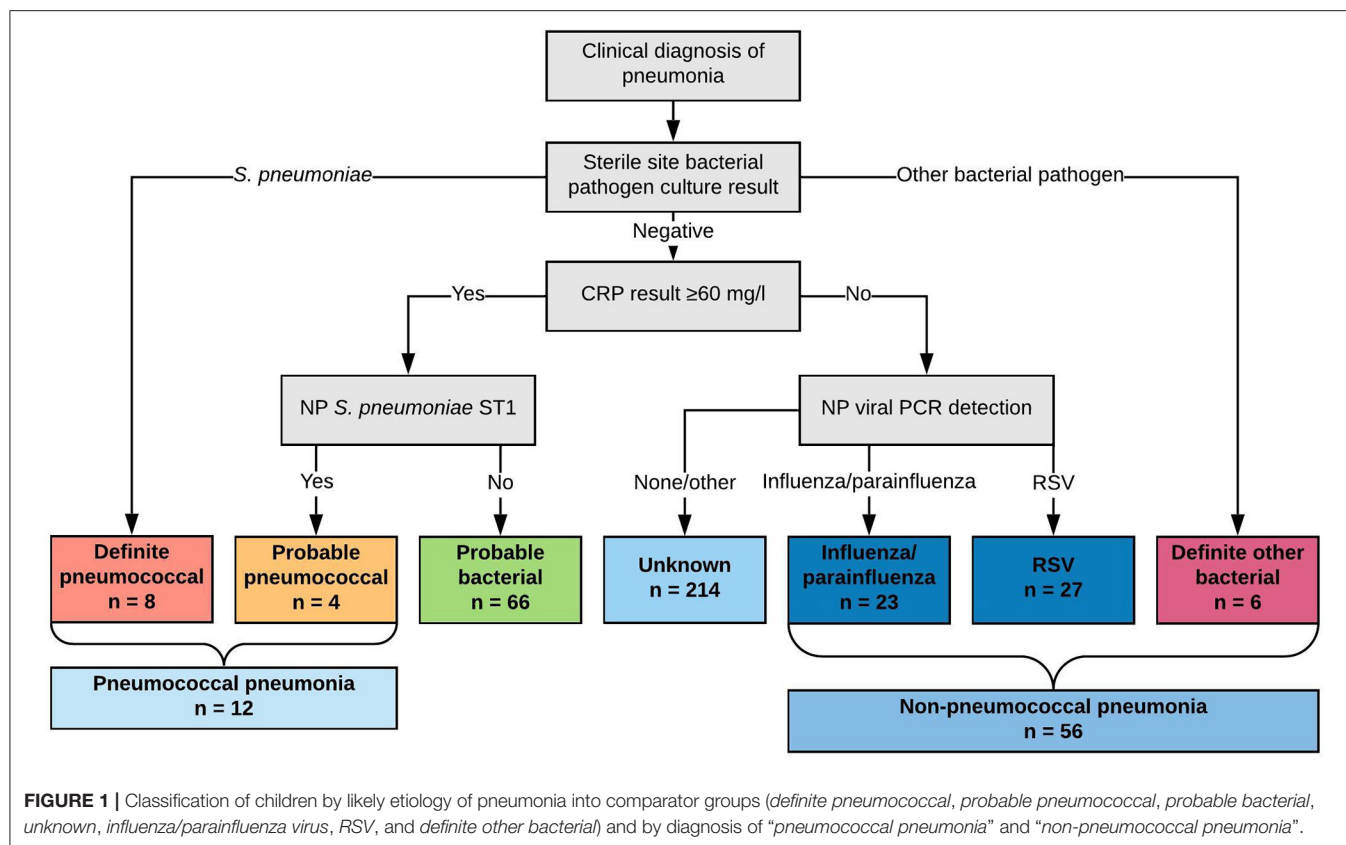 Clinical diagnosis of
pneumonia
Sterile site bacterial
pathogen culture result
S. pneumoniae
Other bacterial pathogen
Negative
CRP result ≥60 mg/l
Yes
No
NP S. pneumoniae ST1
NP viral PCR detection
Yes
No
None/other
Influenza/parainfluenza
RSV
Definite
pneumococcal
n = 8
Probable
pneumococcal
n = 4
Probable
bacterial
n = 66
Unknown
n = 214
Influenza/
parainfluenza
n = 23
RSV
n = 27
Definite other
bacterial
n = 6
Pneumococcal pneumonia
n = 12
Non-pneumococcal pneumonia
n = 56
FIGURE 1 | Classification of children by likely etiology of pneumonia into comparator groups (definite pneumococcal, probable pneumococcal, probable bacterial,
unknown, influenza/parainfluenza virus, RSV, and definite other bacterial) and by diagnosis of “pneumococcal pneumonia” and “non-pneumococcal pneumonia”.